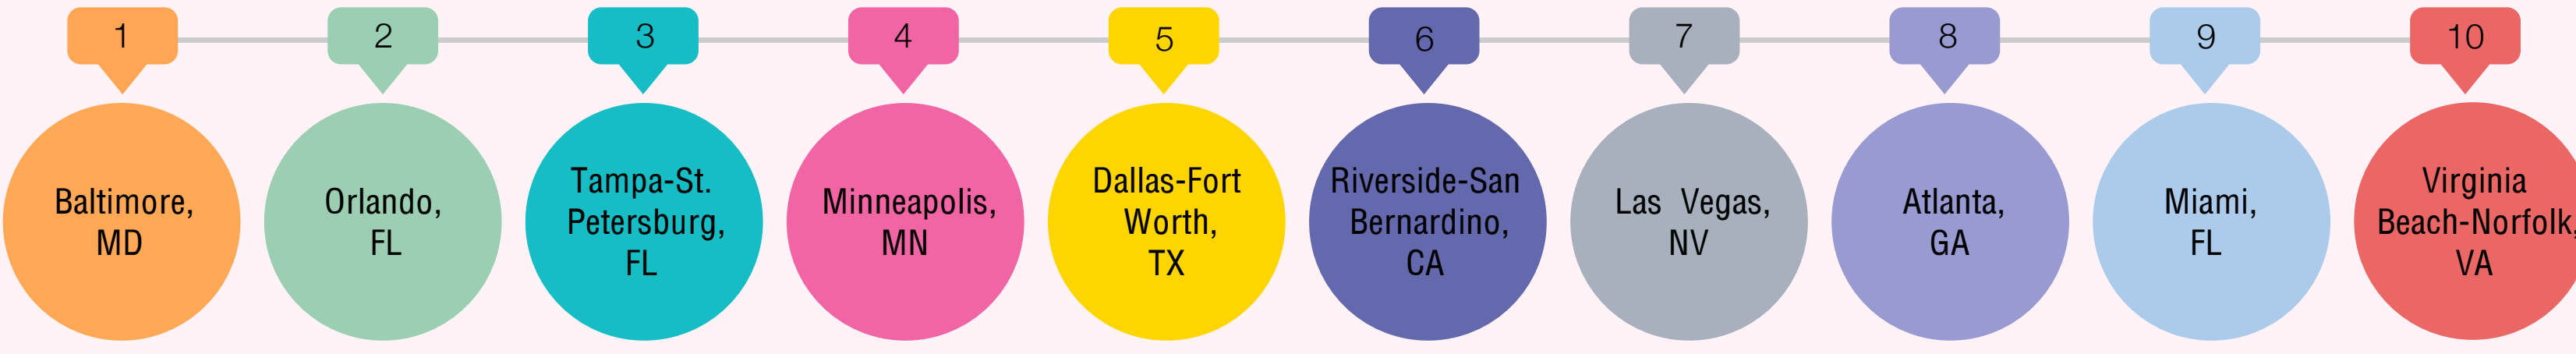 1
2
3
4
5
6
7
8
9
10
Baltimore,
MD
Orlando,
FL
Tampa-St.
Petersburg,
FL
Minneapolis,
MN
Dallas-Fort
Worth,
TX
Riverside-San
Bernardino,
CA
Las Vegas,
NV
Atlanta,
GA
Miami,
FL
Virginia
Beach-Norfolk,
VA